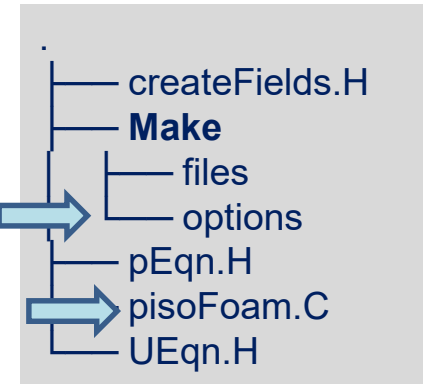 .
createFields.H
Make
files
options
pEqn.H
pisoFoam.C
UEqn.H